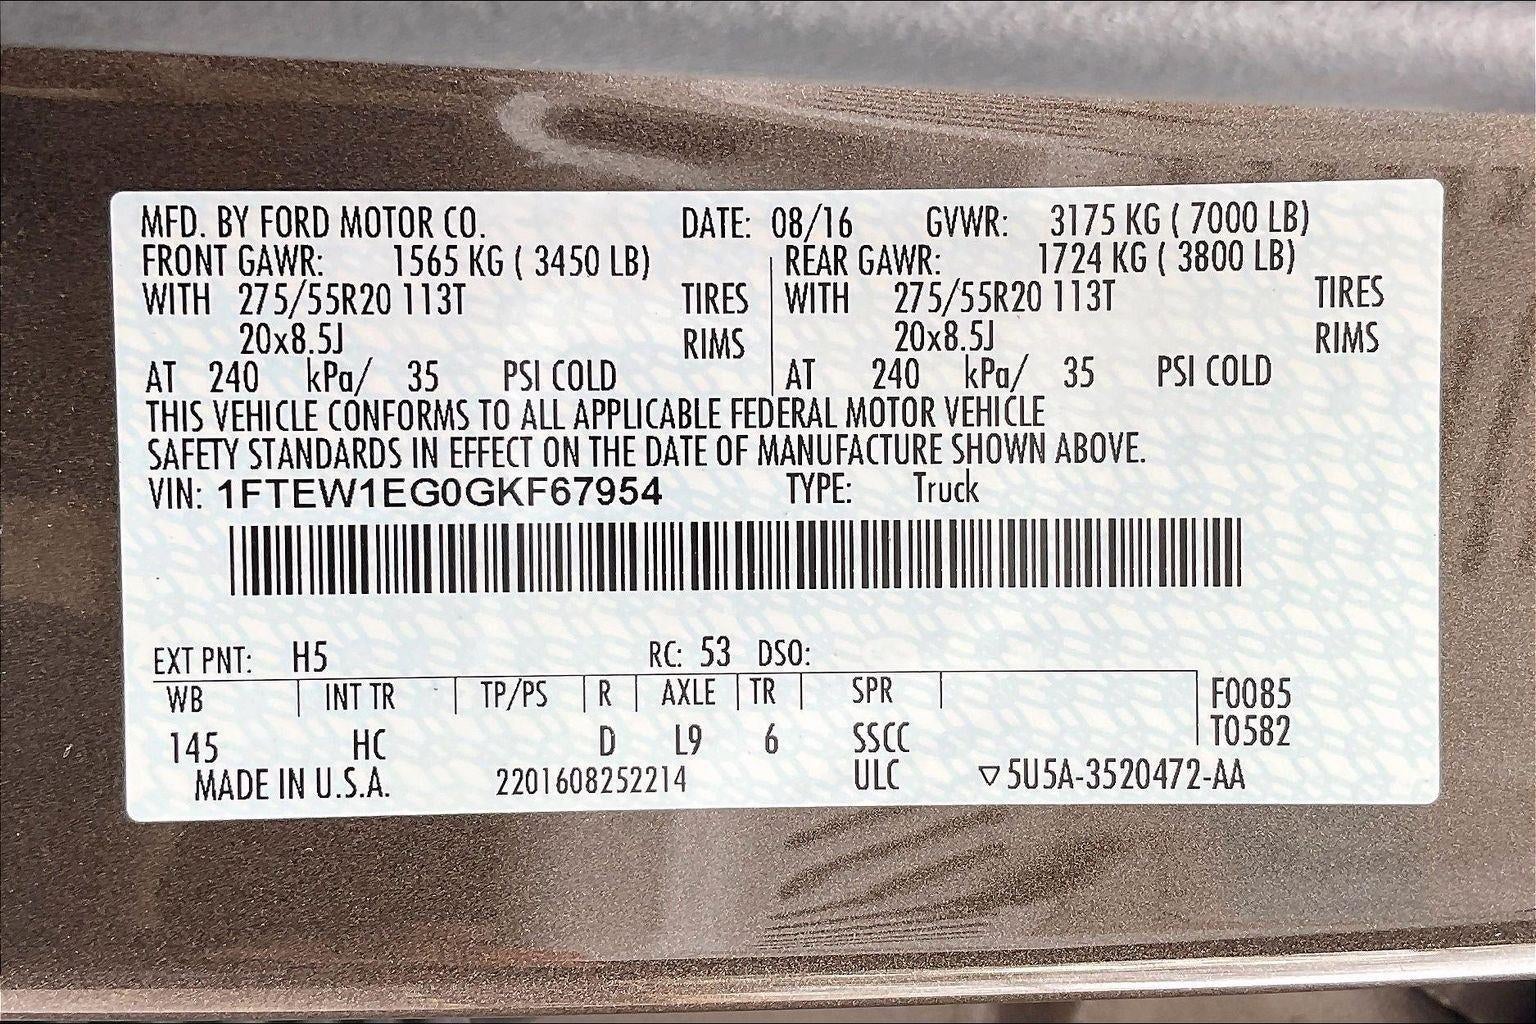 MFD. BY FORD MOTOR CO. DATE: 08/16 GVWR: 3175 KG ( 7000 LB)
FRONT GAWR: 1565 KG ( 3450 LB) REAR GAWR: 1724 KG ( 3800 LB)
WITH 275/55R20 113T TIRES WITH 275/55R20 113T TIRES
20x8.5J RIMS 20x8.5J RIMS
AT 240 kPa/ 35 PSI COLD AT 240 kPa/ 35 PSI COLD
THIS VEHICLE CONFORMS TO ALL APPLICABLE FEDERAL MOTOR VEHICLE
SAFETY STANDARDS IN EFFECT ON THE DATE OF MANUFACTURE SHOWN ABOVE.
VIN: 1FTEW1EG0GKF67954 TYPE: Truck
EXT PNT: H5 RC: 53 DSO:
WB INT TR TP/PS R AXLE TR SPR F0085
145 HC D L9 6 SSCC T0582
MADE IN U.S.A. 2201608252214 ULC ▽5U5A-3520472-AA